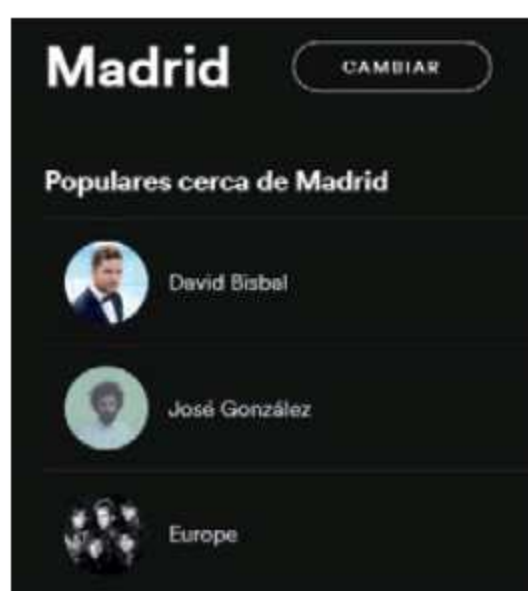 Madrid
CAMBIAR
Populares cerca de Madrid
David Bisbal
José González
Europe